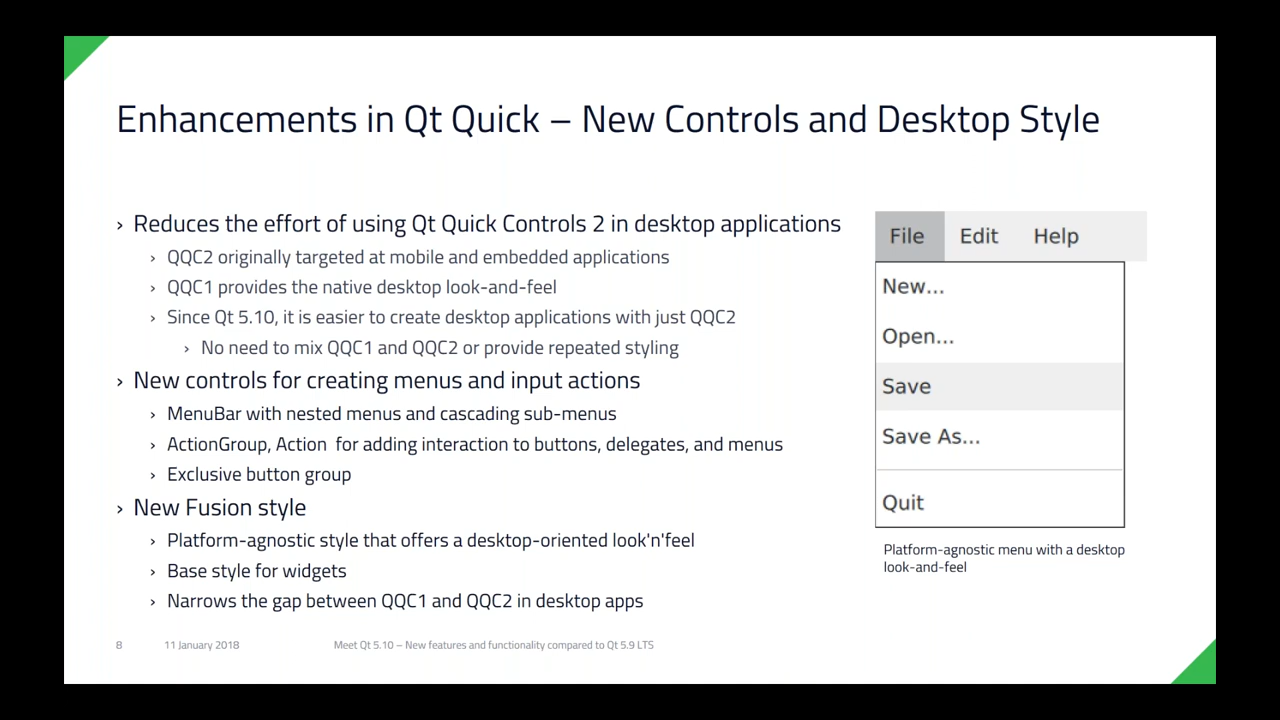 Enhancements in Qt Quick – New Controls and Desktop Style
› Reduces the effort of using Qt Quick Controls 2 in desktop applications
› QQC2 originally targeted at mobile and embedded applications
› QQC1 provides the native desktop look-and-feel
› Since Qt 5.10, it is easier to create desktop applications with just QQC2
› No need to mix QQC1 and QQC2 or provide repeated styling
› New controls for creating menus and input actions
› MenuBar with nested menus and cascading sub-menus
› ActionGroup, Action for adding interaction to buttons, delegates, and menus
› Exclusive button group
› New Fusion style
› Platform-agnostic style that offers a desktop-oriented look'n'feel
› Base style for widgets
› Narrows the gap between QQC1 and QQC2 in desktop apps
File Edit Help
New...
Open...
Save
Save As...
Quit
Platform-agnostic menu with a desktop
look-and-feel
8 11 January 2018 Meet Qt 5.10 – New features and functionality compared to Qt 5.9 LTS